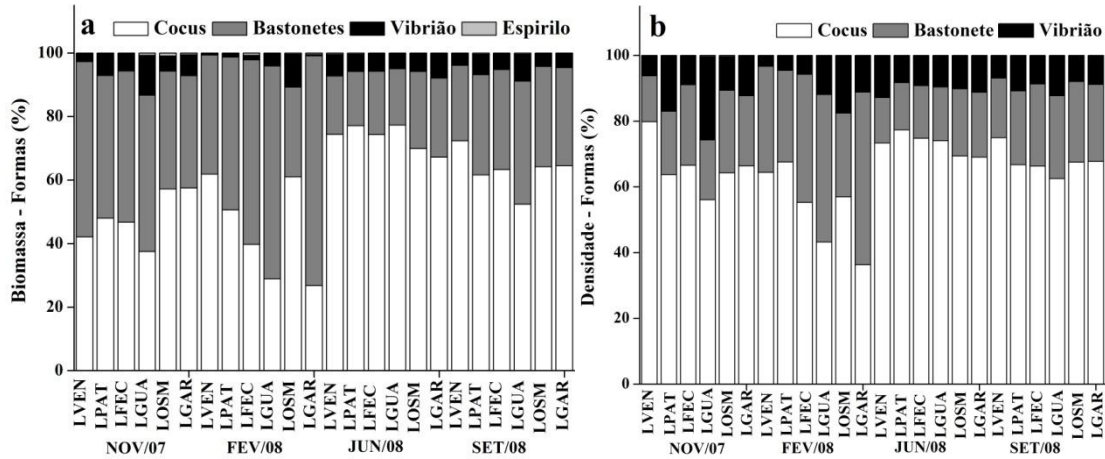 a
Cocus Bastonetes Vibrião Espirilo
Biomassa - Formas (%)
100
80
60
40
20
0
LVEN LPAT LFEC LGUA LOSM LGAR LVEN LPAT LFEC LGUA LOSM LGAR LVEN LPAT LFEC LGUA LOSM LGAR LVEN LPAT LFEC LGUA LOSM LGAR
NOV/07 FEV/08 JUN/08 SET/08
b
Cocus Bastonete Vibrião
Densidade - Formas (%)
100
80
60
40
20
0
LVEN LPAT LFEC LGUA LOSM LGAR LVEN LPAT LFEC LGUA LOSM LGAR LVEN LPAT LFEC LGUA LOSM LGAR LVEN LPAT LFEC LGUA LOSM LGAR
NOV/07 FEV/08 JUN/08 SET/08